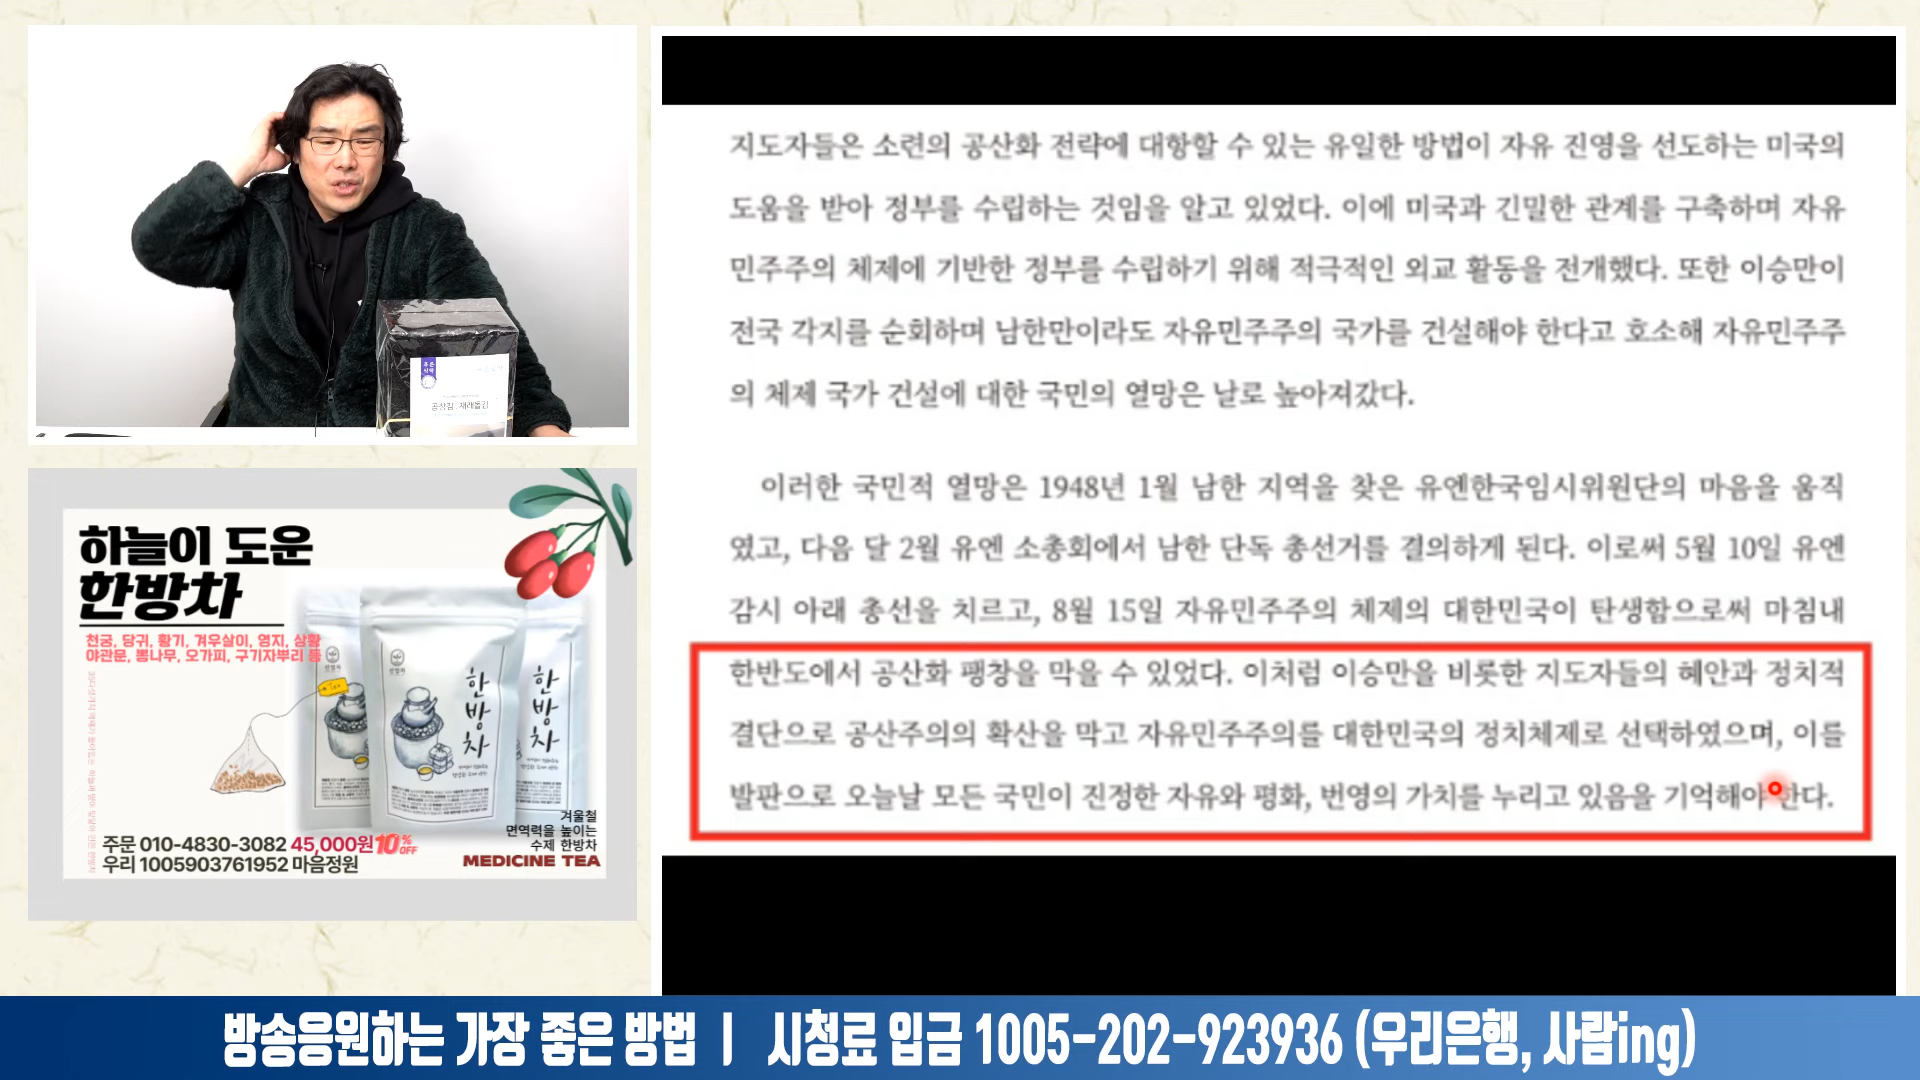 지도자들은 소련의 공산화 전략에 대항할 수 있는 유일한 방법이 자유 진영을 선도하는 미국의
도움을 받아 정부를 수립하는 것임을 알고 있었다. 이에 미국과 긴밀한 관계를 구축하며 자유
민주주의 체제에 기반한 정부를 수립하기 위해 적극적인 외교 활동을 전개했다. 또한 이승만이
전국 각지를 순회하며 남한만이라도 자유민주주의 국가를 건설해야 한다고 호소해 자유민주주
의 체제 국가 건설에 대한 국민의 열망은 날로 높아져갔다.
이러한 국민적 열망은 1948년 1월 남한 지역을 찾은 유엔한국임시위원단의 마음을 움직
였고, 다음 달 2월 유엔 소총회에서 남한 단독 총선거를 결의하게 된다. 이로써 5월 10일 유엔
감시 아래 총선을 치르고, 8월 15일 자유민주주의 체제의 대한민국이 탄생함으로써 마침내
한반도에서 공산화 팽창을 막을 수 있었다. 이처럼 이승만을 비롯한 지도자들의 혜안과 정치적
결단으로 공산주의의 확산을 막고 자유민주주의를 대한민국의 정치체제로 선택하였으며, 이를
발판으로 오늘날 모든 국민이 진정한 자유와 평화, 번영의 가치를 누리고 있음을 기억해야 한다.
곱창김 재래돌김
하늘이 도운
한방차
천궁, 당귀, 황기, 겨우살이, 영지, 상황
야관문, 뽕나무, 오가피, 구기자뿌리 등
한방차
한방차
Tea
겨울철
면역력을 높이는
수제 한방차
MEDICINE TEA
주문 010-4830-3082 45,000원 10% OFF
우리 1005903761952 마음정원
방송응원하는 가장 좋은 방법 | 시청료 입금 1005-202-923936 (우리은행, 사람ing)